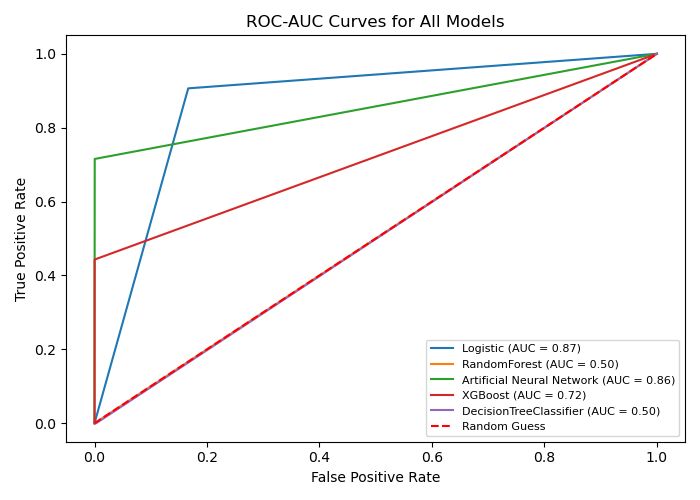 ROC-AUC Curves for All Models
True Positive Rate
1.0
0.8
0.6
0.4
0.2
0.0
Logistic (AUC = 0.87)
RandomForest (AUC = 0.50)
Artificial Neural Network (AUC = 0.86)
XGBoost (AUC = 0.72)
DecisionTreeClassifier (AUC = 0.50)
Random Guess
0.0 0.2 0.4 0.6 0.8 1.0
False Positive Rate